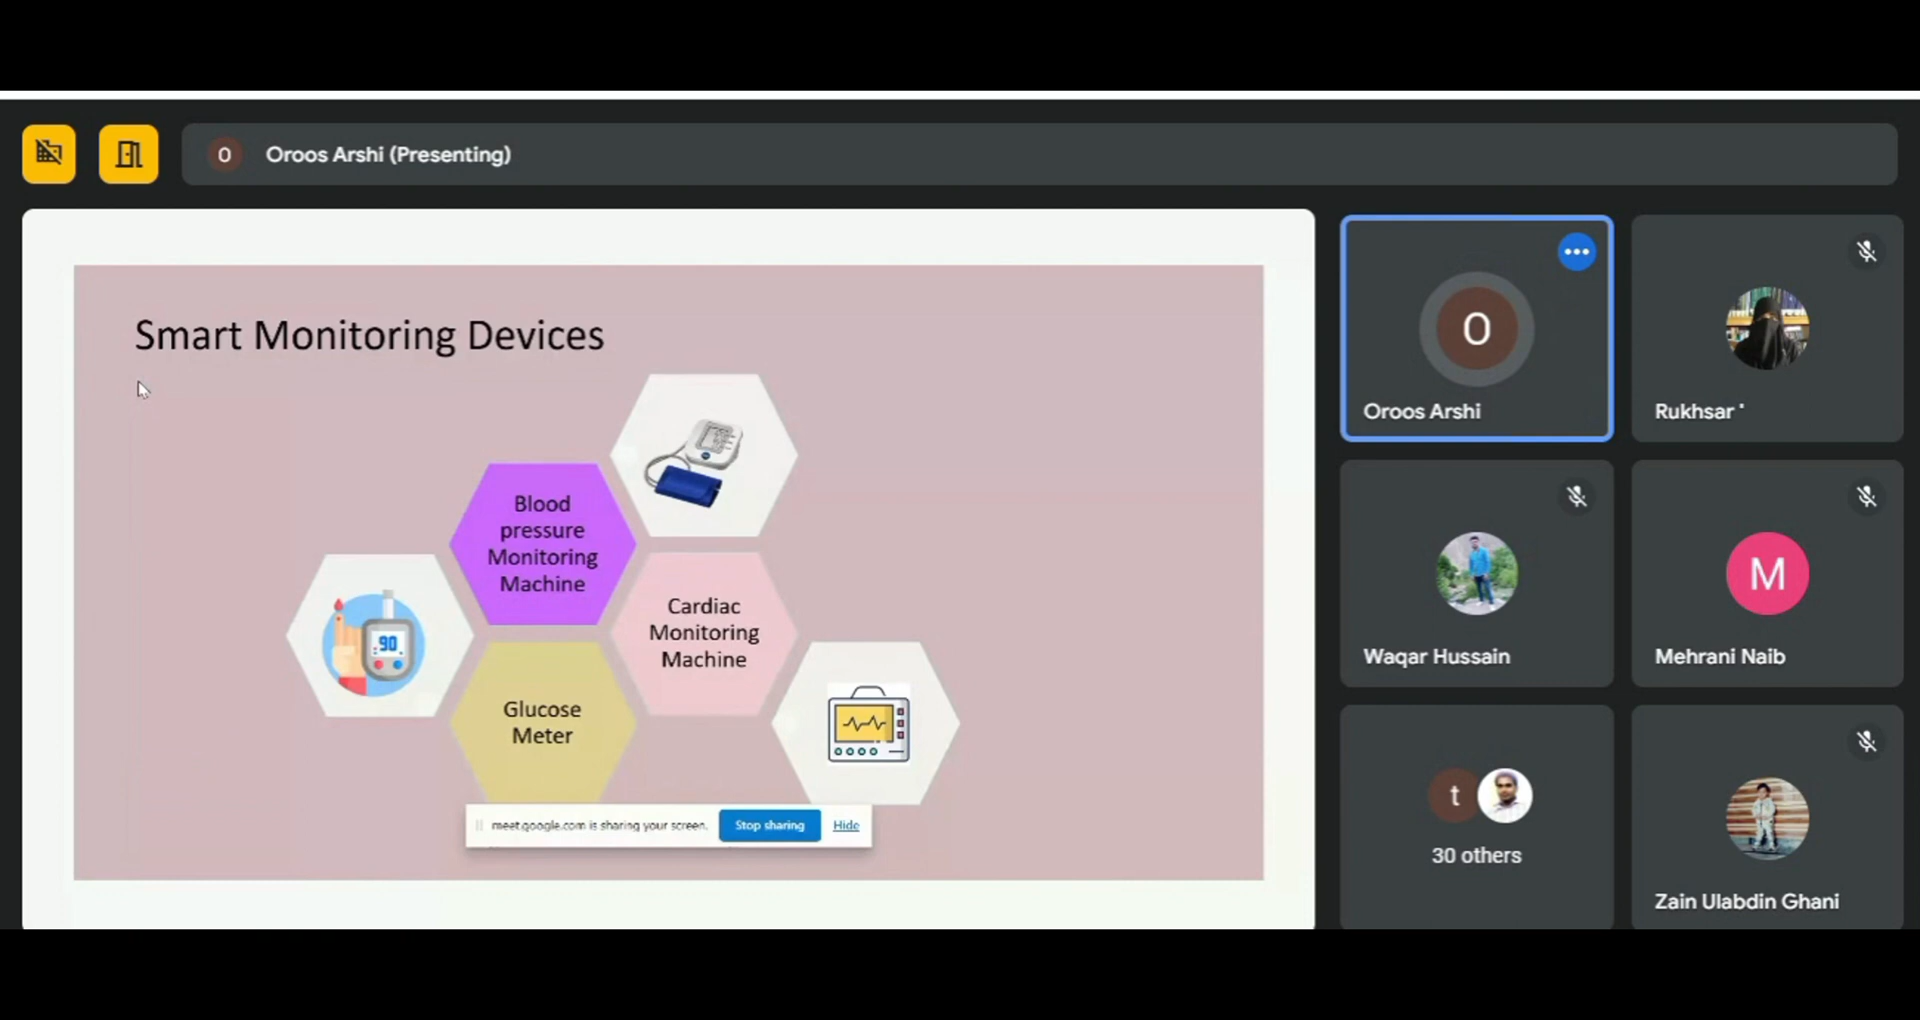 O Oroos Arshi (Presenting)
Smart Monitoring Devices
Blood
pressure
Monitoring
Machine
Cardiac
Monitoring
Machine
90
Glucose
Meter
meet.google.com is sharing your screen.
Stop sharing
Hide
O
Oroos Arshi
Rukhsar "
Waqar Hussain
M
Mehrani Naib
t
30 others
Zain Ulabdin Ghani